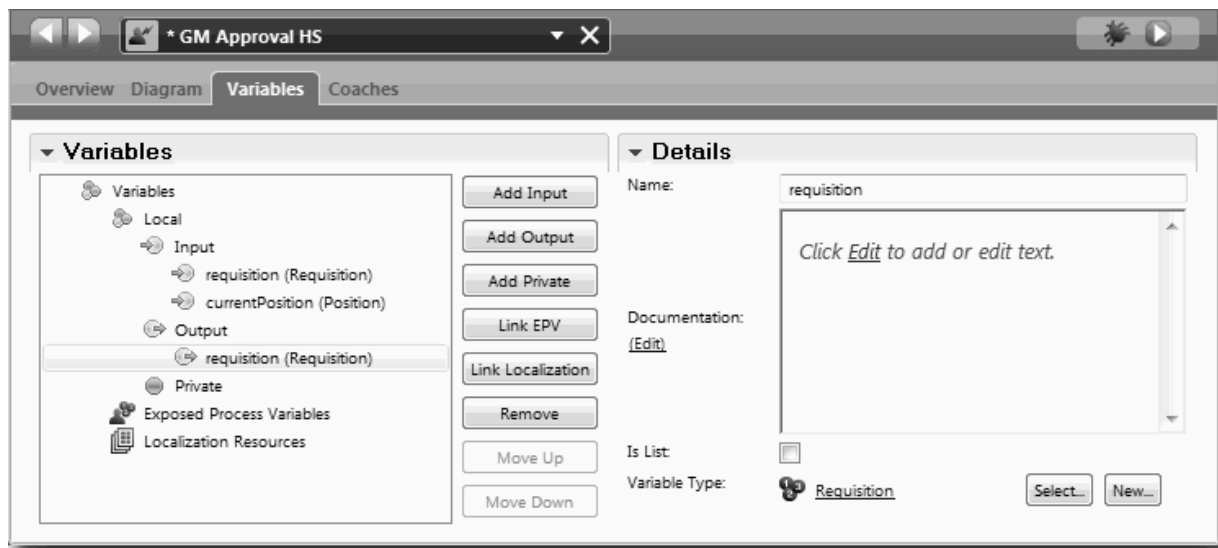 * GM Approval HS
Overview Diagram Variables Coaches
Variables
Variables
Local
Input
requisition (Requisition)
currentPosition (Position)
Output
requisition (Requisition)
Private
Exposed Process Variables
Localization Resources
Add Input
Add Output
Add Private
Link EPV
Link Localization
Remove
Move Up
Move Down
Details
Name: requisition
Click Edit to add or edit text.
Documentation:
(Edit)
Is List:
Variable Type: Requisition Select... New...